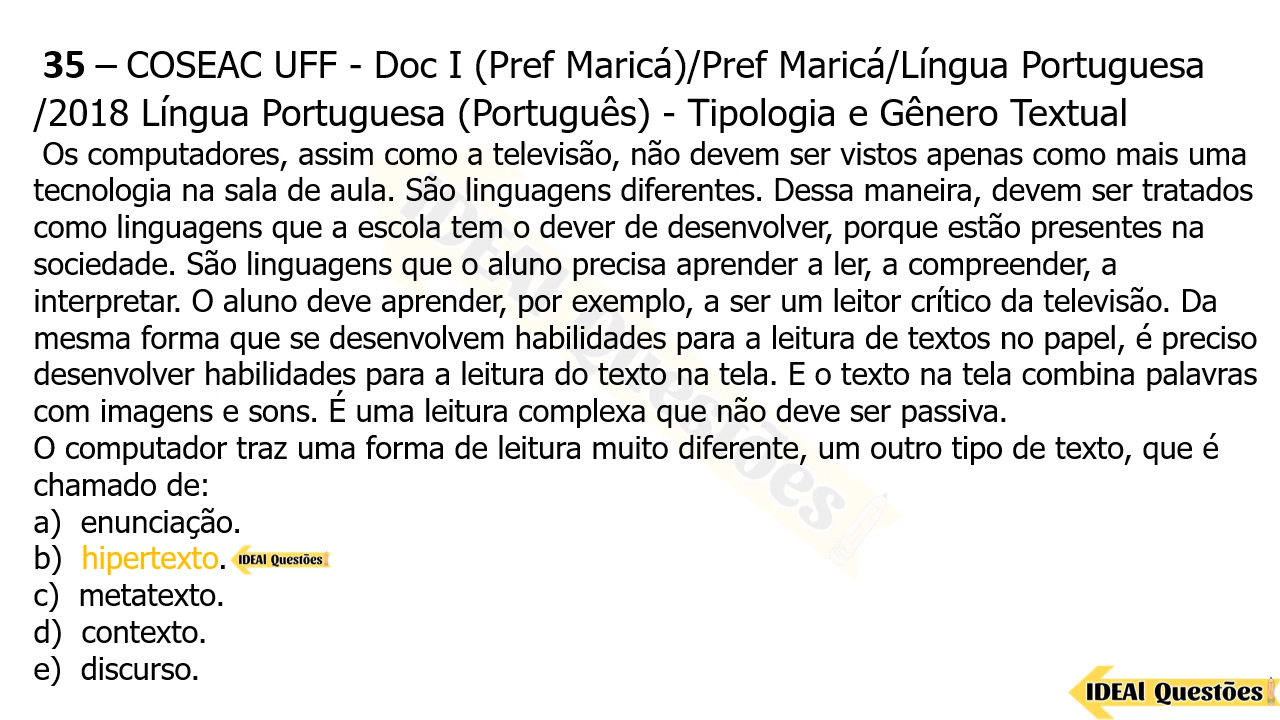 35 – COSEAC UFF - Doc I (Pref Maricá)/Pref Maricá/Língua Portuguesa
/2018 Língua Portuguesa (Português) - Tipologia e Gênero Textual
Os computadores, assim como a televisão, não devem ser vistos apenas como mais uma
tecnologia na sala de aula. São linguagens diferentes. Dessa maneira, devem ser tratados
como linguagens que a escola tem o dever de desenvolver, porque estão presentes na
sociedade. São linguagens que o aluno precisa aprender a ler, a compreender, a
interpretar. O aluno deve aprender, por exemplo, a ser um leitor crítico da televisão. Da
mesma forma que se desenvolvem habilidades para a leitura de textos no papel, é preciso
desenvolver habilidades para a leitura do texto na tela. E o texto na tela combina palavras
com imagens e sons. É uma leitura complexa que não deve ser passiva.
O computador traz uma forma de leitura muito diferente, um outro tipo de texto, que é
chamado de:
a) enunciação.
b) hipertexto. IDEAl Questões
c) metatexto.
d) contexto.
e) discurso.
IDEAl Questões
IDEAl Questões